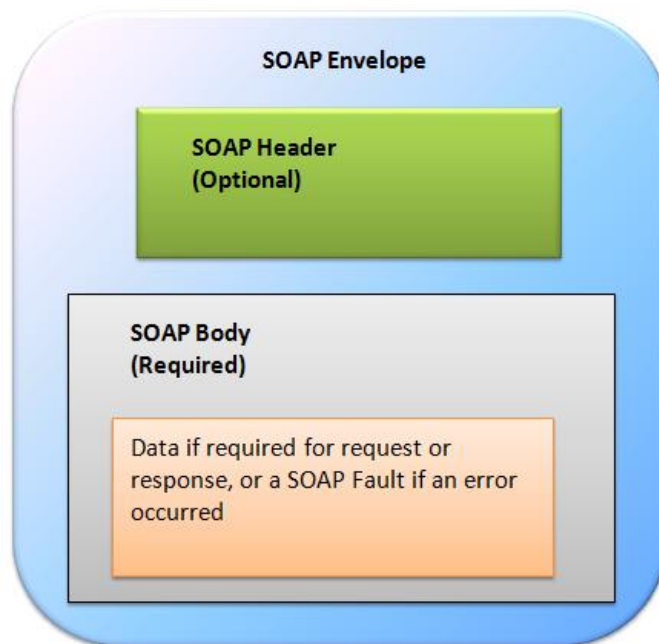 SOAP Envelope
SOAP Header
(Optional)
SOAP Body
(Required)
Data if required for request or
response, or a SOAP Fault if an error
occurred